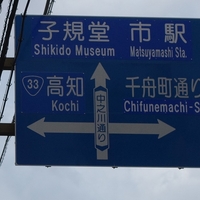 子規堂 市駅
Shikido Museum Matsuyamashi Sta.
33 高知 千舟町通り
Kochi Chifunemachi-S
中之川通り